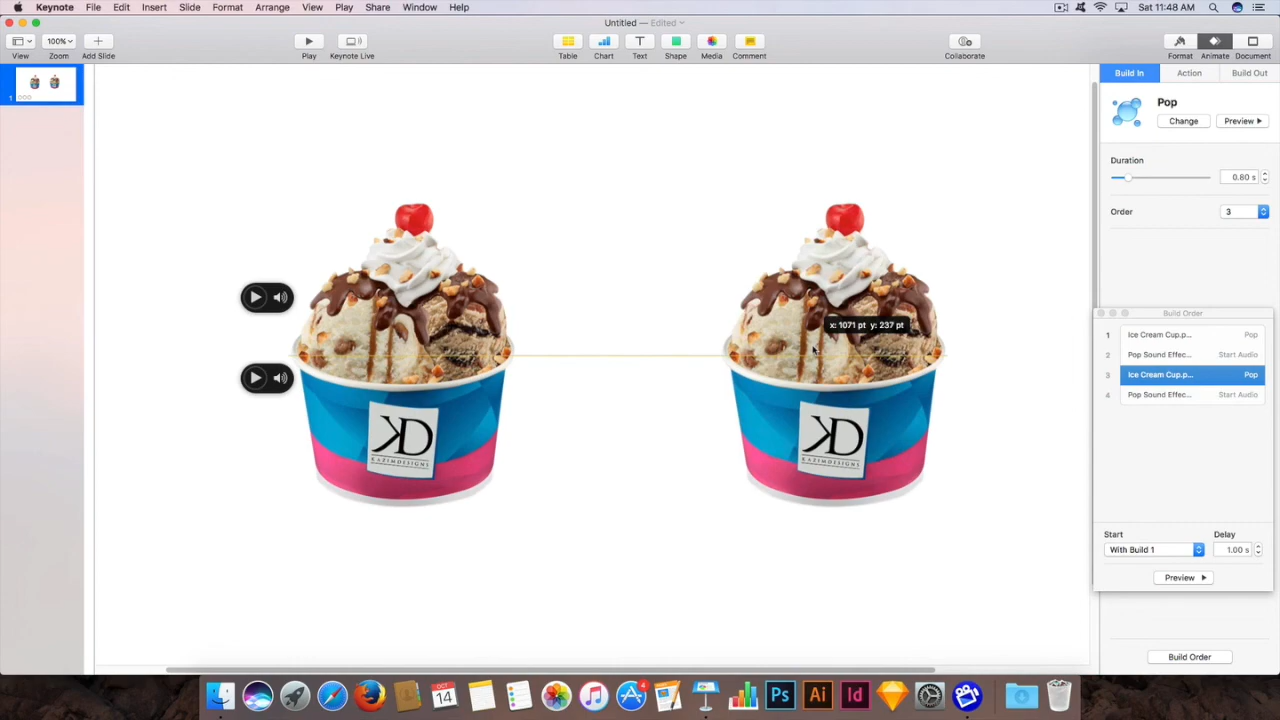 Keynote File Edit Insert Slide Format Arrange View Play Share Window Help
Sat 11:48 AM
Untitled — Edited
100%
View Zoom Add Slide
Play Keynote Live
Table Chart Text Shape Media Comment
Collaborate
Format Animate Document
Build In Action Build Out
1
Pop
Change Preview
Duration
0.80 s
Order 3
x: 1071 pt y: 237 pt
KD
KAZIMDESIGNS
KD
KAZIMDESIGNS
Build Order
1 Ice Cream Cup.p... Pop
2 Pop Sound Effec... Start Audio
3 Ice Cream Cup.p... Pop
4 Pop Sound Effec... Start Audio
Start Delay
With Build 1 1.00 s
Preview
Build Order
OCT
14
4
Ps Ai Id